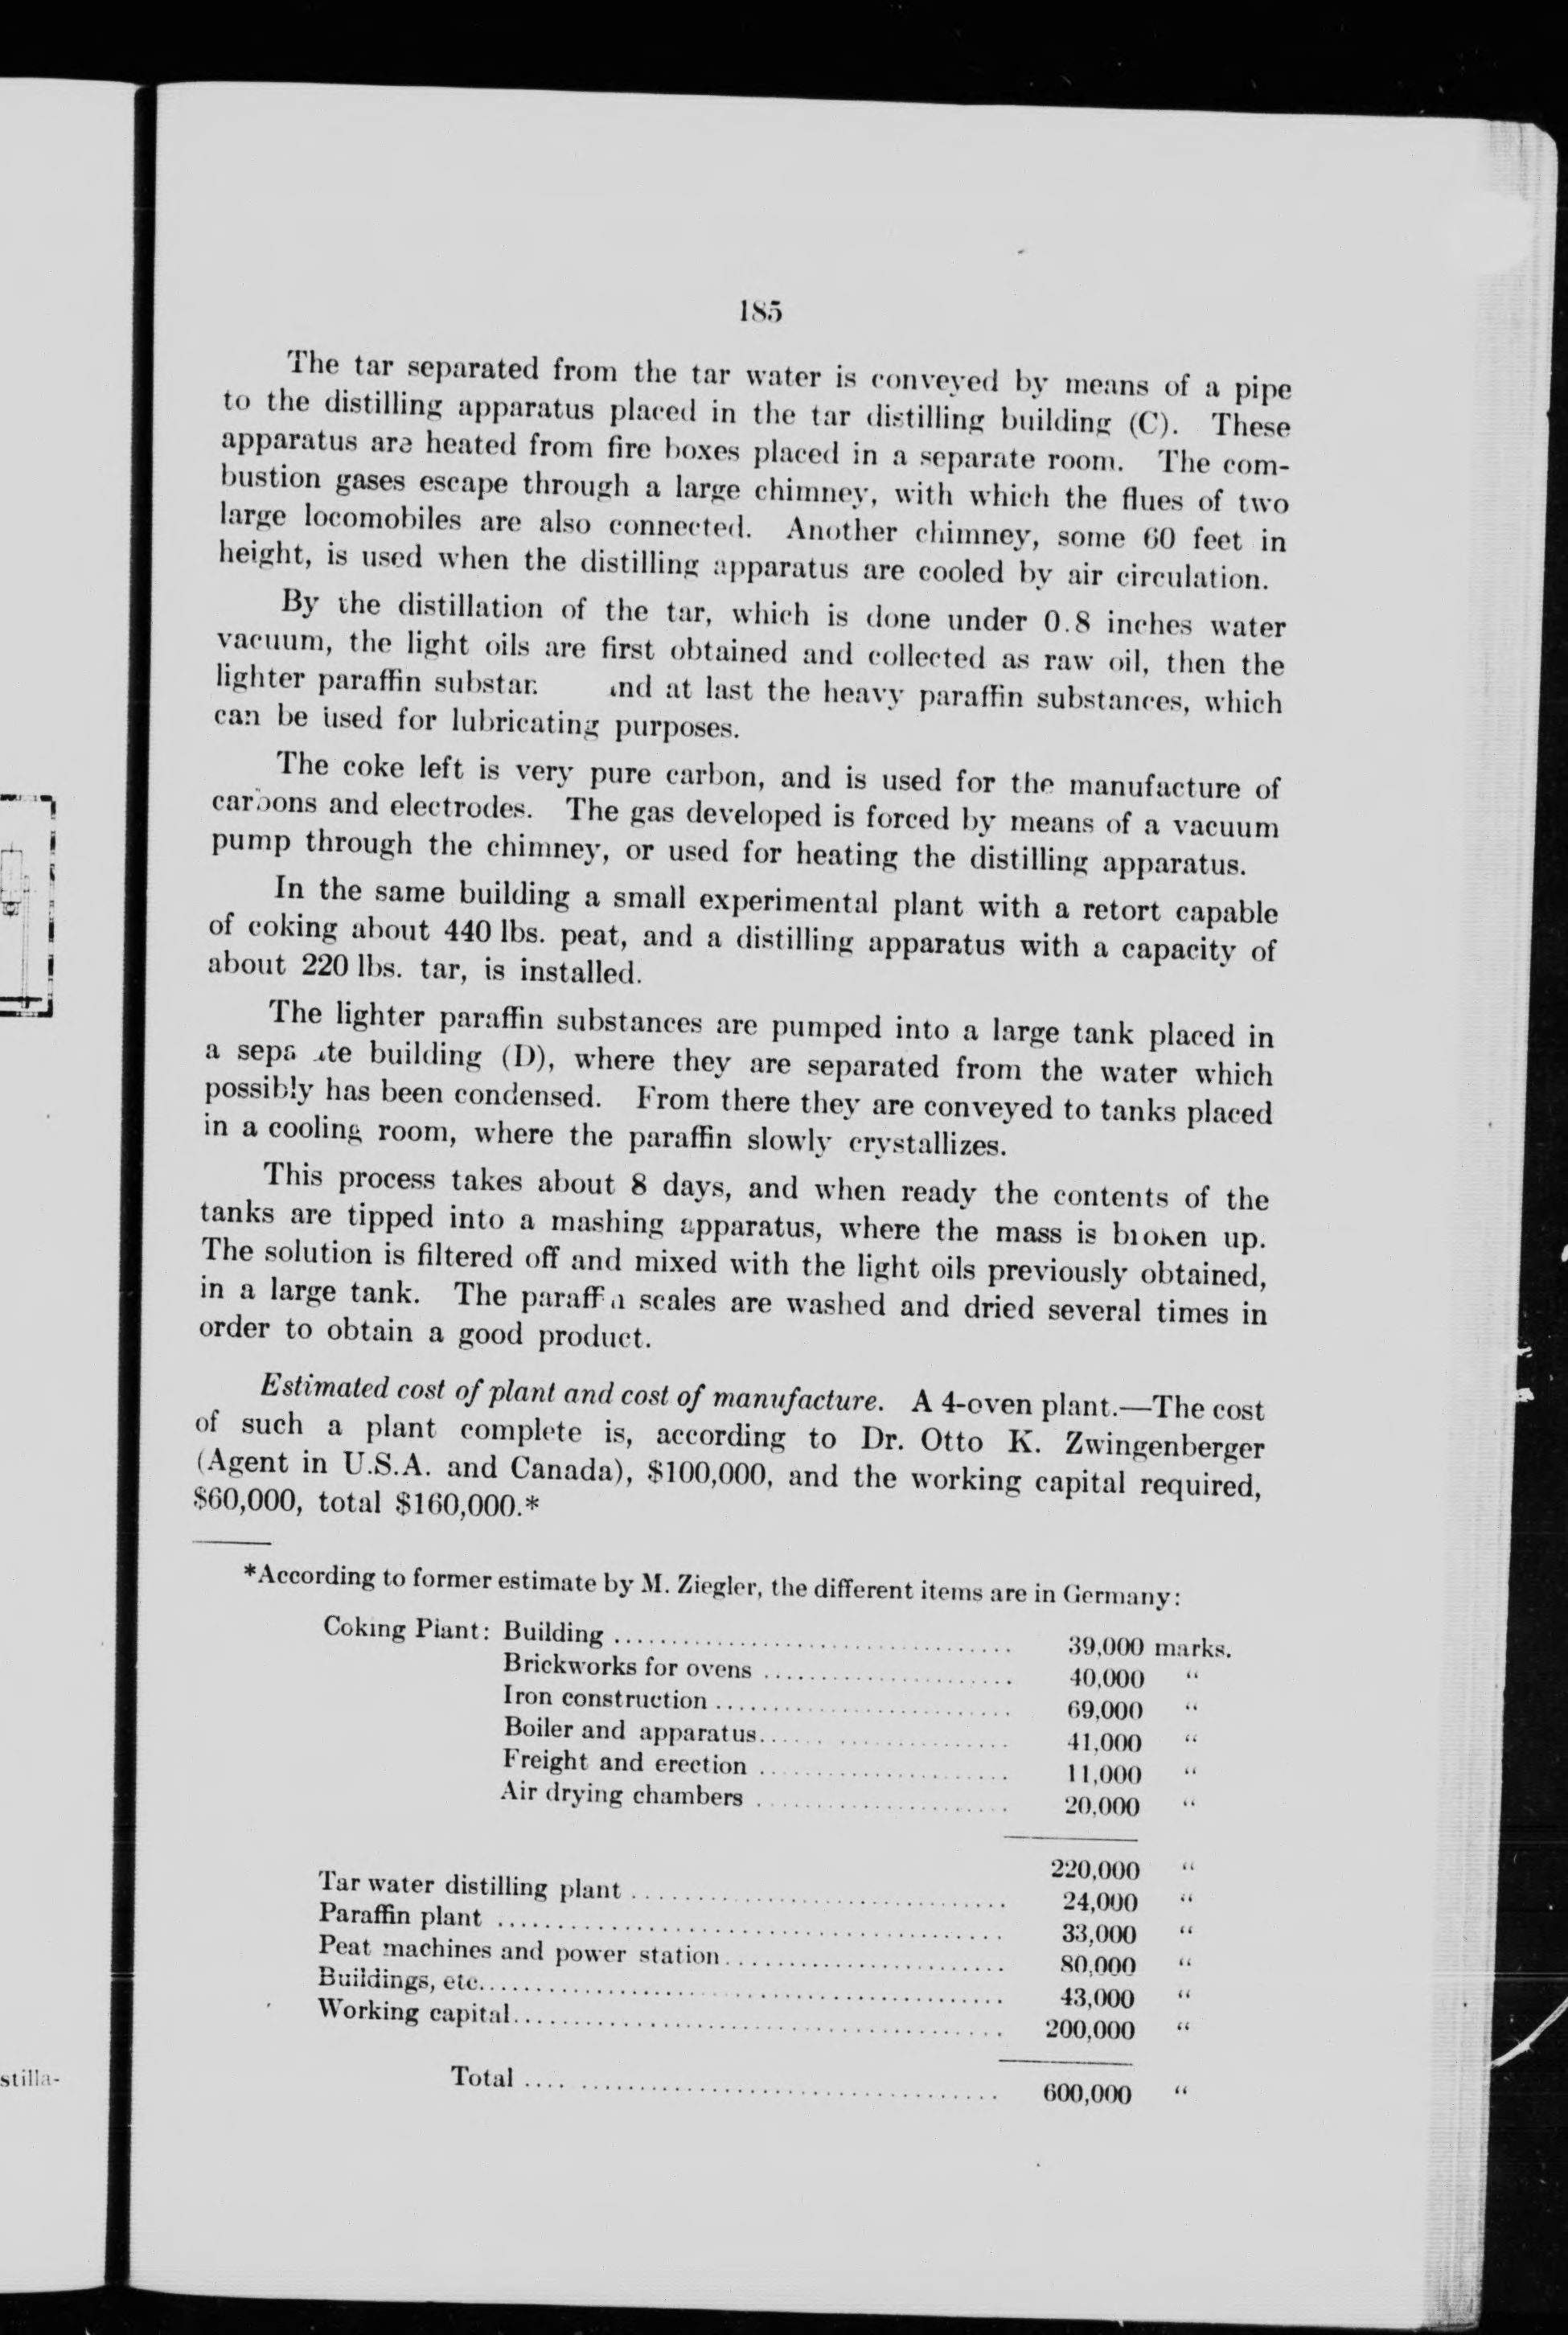 185
The tar separated from the tar water is conveyed by means of a pipe
to the distilling apparatus placed in the tar distilling building (C). These
apparatus are heated from fire boxes placed in a separate room. The com-
bustion gases escape through a large chimney, with which the flues of two
large locomobiles are also connected. Another chimney, some 60 feet in
height, is used when the distilling apparatus are cooled by air circulation.
By the distillation of the tar, which is done under 0.8 inches water
vacuum, the light oils are first obtained and collected as raw oil, then the
lighter paraffin and at last the heavy paraffin substances, which
can be used for lubricating purposes.
The coke left is very pure carbon, and is used for the manufacture of
carbons and electrodes. The gas developed is forced by means of a vacuum
pump through the chimney, or used for heating the distilling apparatus.
In the same building a small experimental plant with a retort capable
of coking about 440 lbs. peat, and a distilling apparatus with a capacity of
about 220 lbs. tar, is installed.
The lighter paraffin substances are pumped into a large tank placed in
a separate building (D), where they are separated from the water which
possibly has been condensed. From there they are conveyed to tanks placed
in a cooling room, where the paraffin slowly crystallizes.
This process takes about 8 days, and when ready the contents of the
tanks are tipped into a mashing apparatus, where the mass is broken up.
The solution is filtered off and mixed with the light oils previously obtained,
in a large tank. The paraffin scales are washed and dried several times in
order to obtain a good product.
Estimated cost of plant and cost of manufacture. A 4-oven plant.—The cost
of such a plant complete is, according to Dr. Otto K. Zwingenberger
(Agent in U.S.A. and Canada), $100,000, and the working capital required,
$60,000, total $160,000.*
*According to former estimate by M. Ziegler, the different items are in Germany:
Coking Plant: Building .................................. 39,000 marks.
Brickworks for ovens ...................... 40,000 "
Iron construction .......................... 69,000 "
Boiler and apparatus...................... 41,000 "
Freight and erection ...................... 11,000 "
Air drying chambers ...................... 20,000 "
220,000 "
Tar water distilling plant ................................ 24,000 "
Paraffin plant .......................................... 33,000 "
Peat machines and power station........................ 80,000 "
Buildings, etc............................................ 43,000 "
Working capital.......................................... 200,000 "
Total ........................................ 600,000 "
stilla-